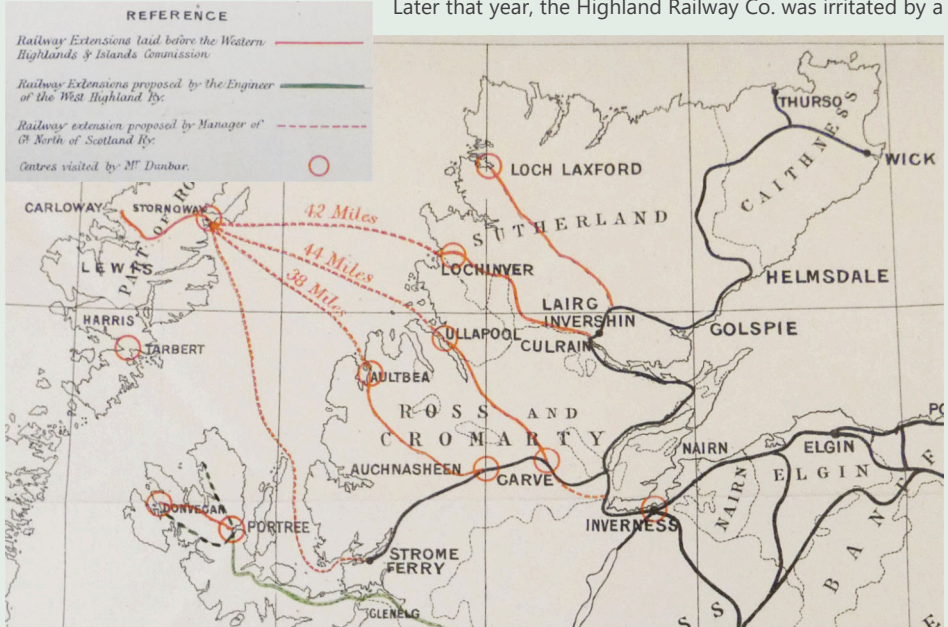 Later that year, the Highland Railway Co. was irritated by a
REFERENCE
Railway Extensions laid before the Western
Highlands & Islands Commission
Railway Extensions proposed by the Engineer
of the West Highland Ry.
Railway extension proposed by Manager of
Gt. North of Scotland Ry.
Centres visited by Mr. Dunbar.
THURSO
WICK
CAITHNESS
LOCH LAXFORD
CARLOWAY
STORNOWAY
PART OF RO
42 Miles
SUTHERLAND
LEWIS
44 Miles
LOCHINVER
HELMSDALE
38 Miles
LAIRG
HARRIS
INVERSHIN
GOLSPIE
ULLAPOOL
CULRAIN
TARBERT
AULTBEA
ROSS AND
CROMARTY
NAIRN
ELGIN
AUCHNASHEEN
GARVE
ELGIN
NAIRN
DUNVEGAN
PORTREE
INVERNESS
STROME
FERRY
BAN
F
GLENELG
S S